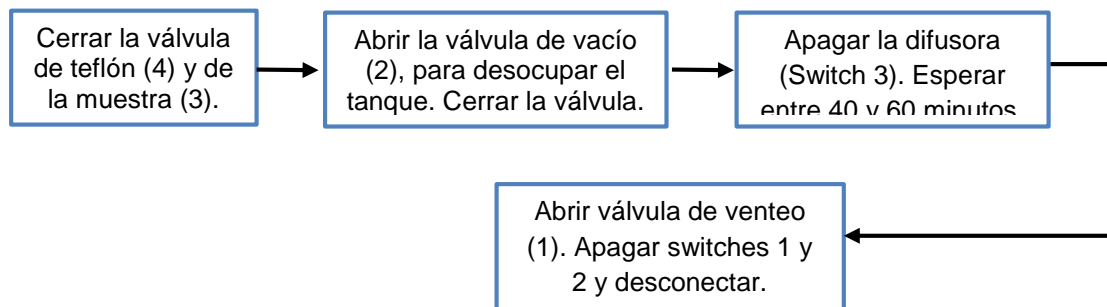 Cerrar la válvula
de teflón (4) y de
la muestra (3).
Abrir la válvula de vacío
(2), para desocupar el
tanque. Cerrar la válvula.
Apagar la difusora
(Switch 3). Esperar
entre 40 y 60 minutos
Abrir válvula de venteo
(1). Apagar switches 1 y
2 y desconectar.